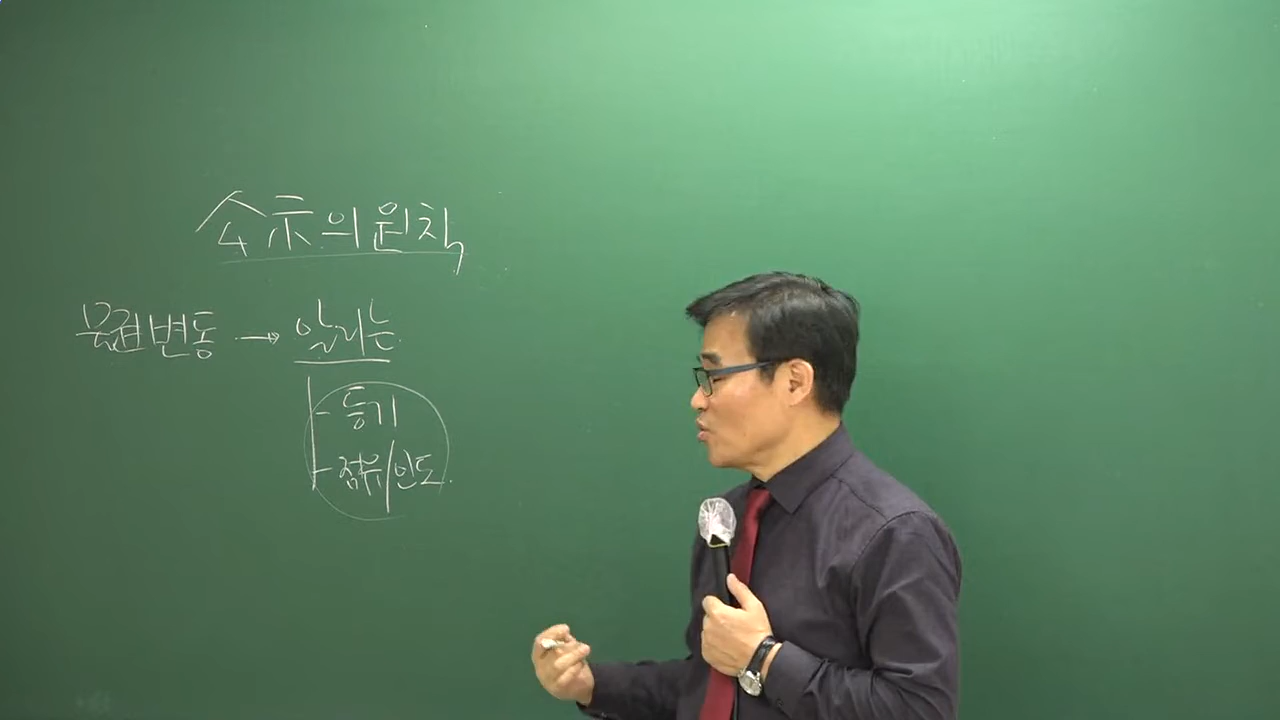 公示의 원칙
물권변동 → 알리는
- 등기
- 점유/인도.